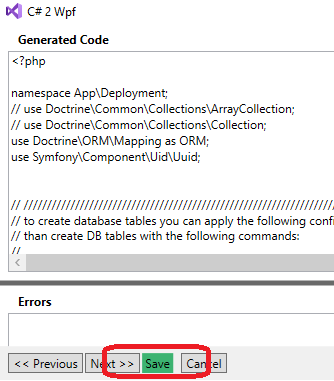 C# 2 Wpf
Generated Code
<?php
namespace App\Deployment;
// use Doctrine\Common\Collections\ArrayCollection;
// use Doctrine\Common\Collections\Collection;
use Doctrine\ORM\Mapping as ORM;
use Symfony\Component\Uid\Uuid;
// ////////////////////////////////////////////////////////////////
// to create database tables you can apply the following confi
// than create DB tables with the following commands:
//
Errors
<< Previous Next >> Save Cancel